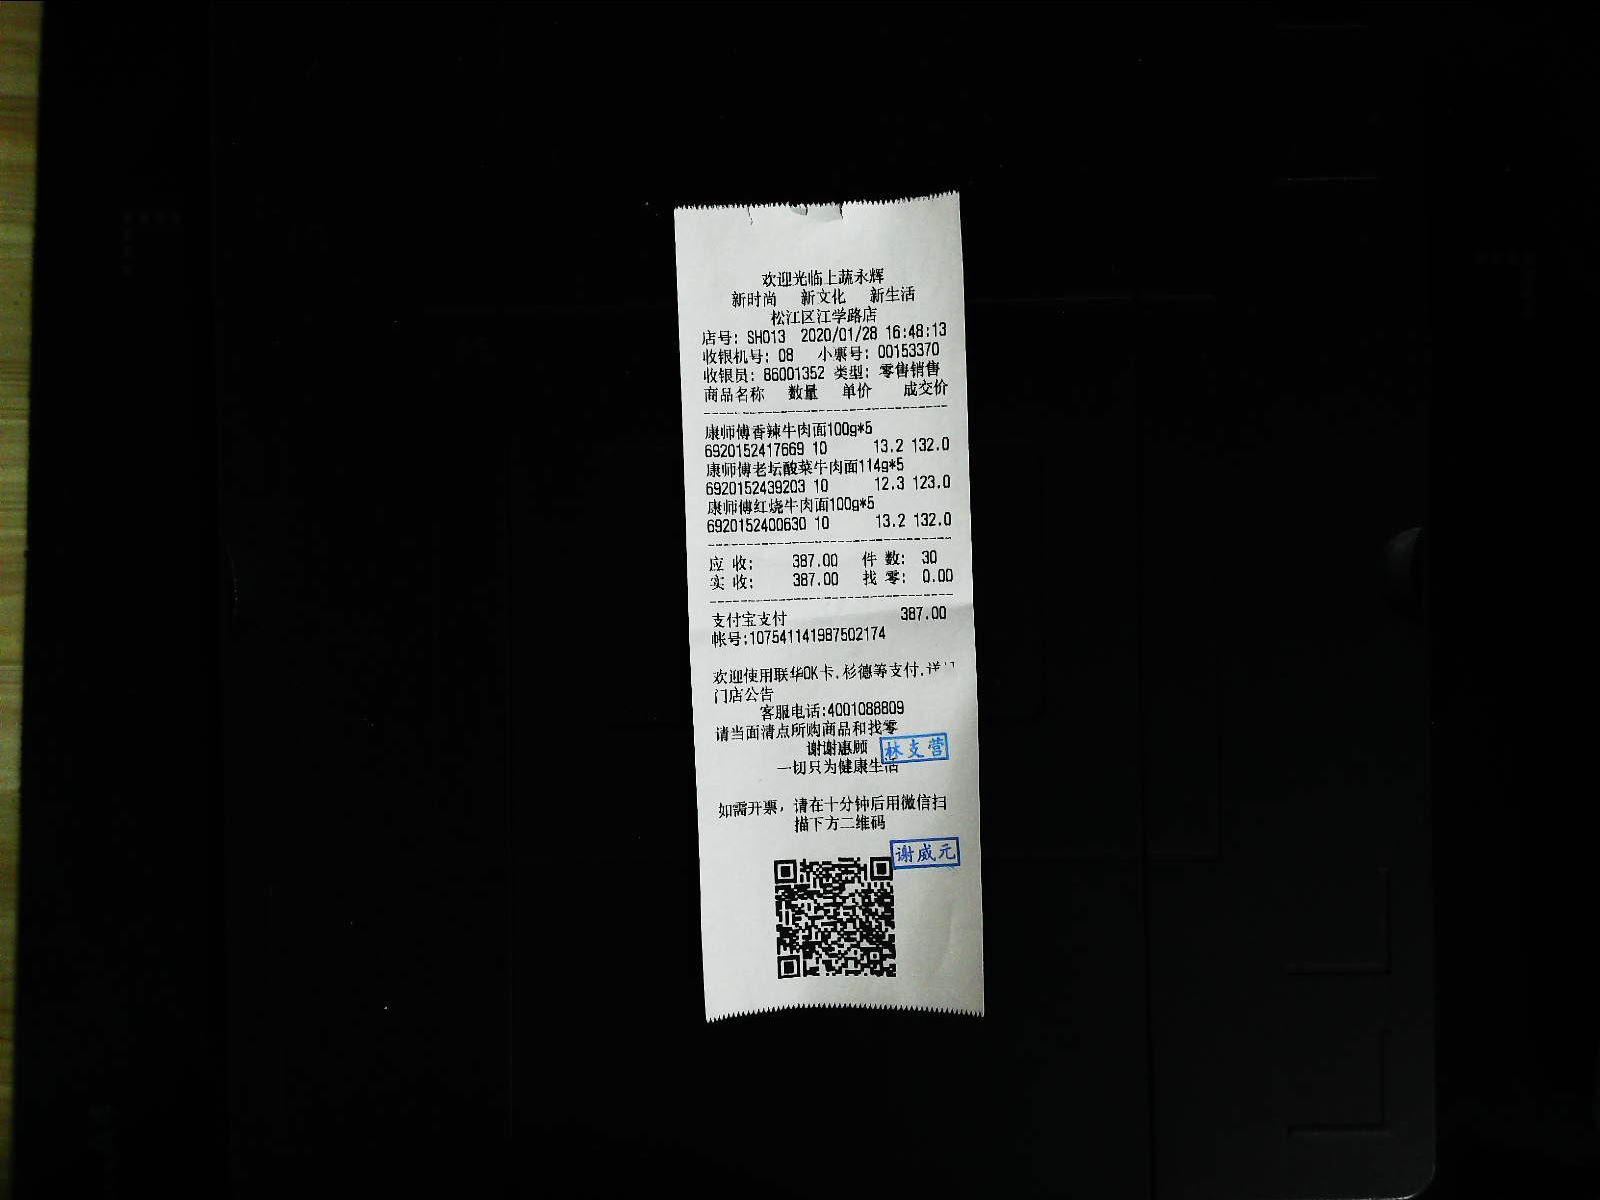 欢迎光临上蔬永辉
新时尚 新文化 新生活
松江区江学路店
店号: SH013 2020/01/28 16:48:13
收银机号: 08 小票号: 00153370
收银员: 86001352 类型: 零售销售
商品名称 数量 单价 成交价
康师傅香辣牛肉面100g*5
6920152417669 10 13.2 132.0
康师傅老坛酸菜牛肉面114g*5
6920152439203 10 12.3 123.0
康师傅红烧牛肉面100g*5
6920152400630 10 13.2 132.0
应 收: 387.00 件 数: 30
实 收: 387.00 找 零: 0.00
支付宝支付 387.00
帐号:107541141987502174
欢迎使用联华OK卡.杉德等支付.详
门店公告
客服电话:4001088809
请当面清点所购商品和找零
谢谢惠顾
林支营
一切只为健康生活
如需开票，请在十分钟后用微信扫
描下方二维码
谢威元